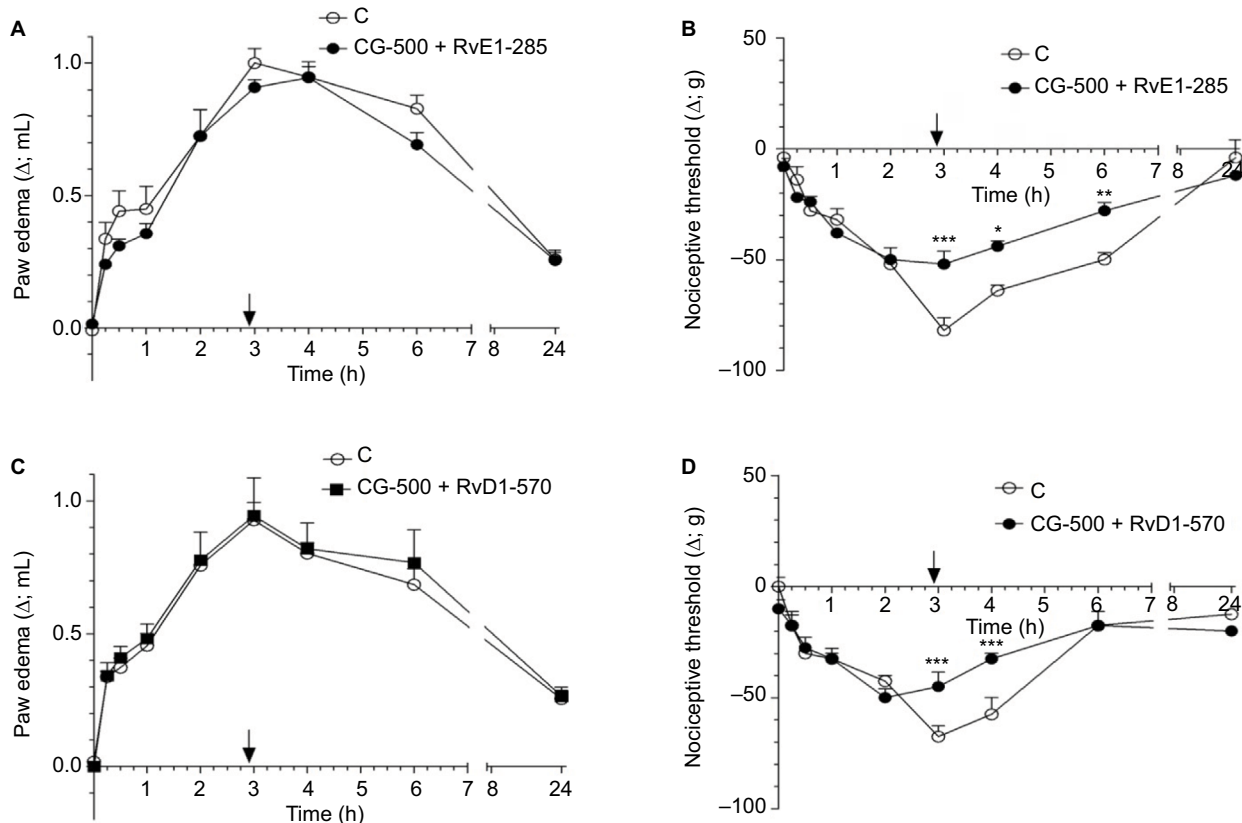 A
C
CG-500 + RvE1-285
Paw edema (Δ; mL)
1.0
0.5
0.0
1 2 3 4 5 6 7 8 24
Time (h)
B
C
CG-500 + RvE1-285
Nociceptive threshold (Δ; g)
50
0
−50
−100
1 2 3 4 5 6 7 8 24
Time (h)
*** * **
C
C
CG-500 + RvD1-570
Paw edema (Δ; mL)
1.0
0.5
0.0
1 2 3 4 5 6 7 8 24
Time (h)
D
C
CG-500 + RvD1-570
Nociceptive threshold (Δ; g)
50
0
−50
−100
1 2 3 4 5 6 7 8 24
Time (h)
*** ***